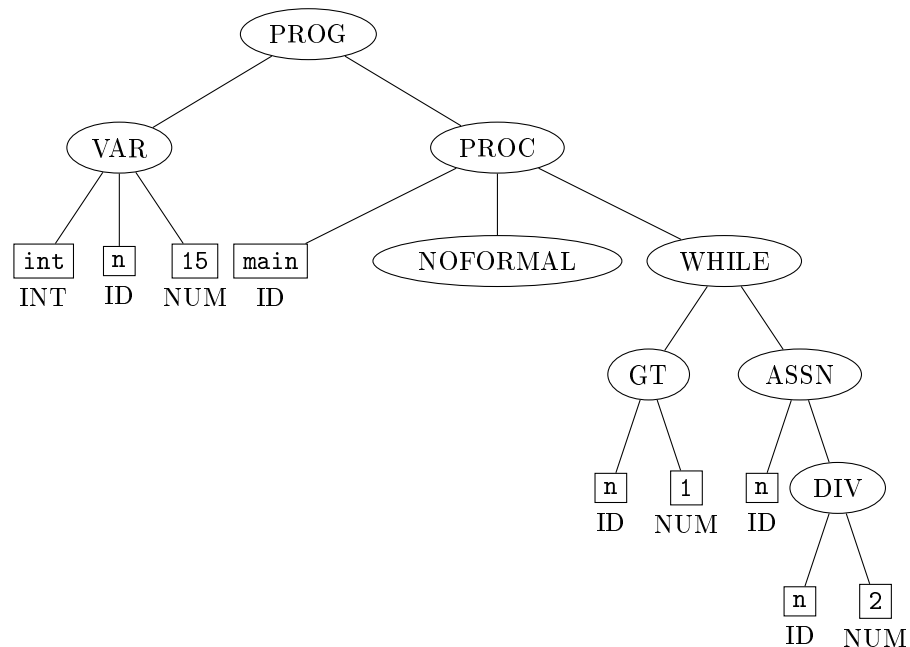 PROG
VAR PROC
int n 15 main NOFORMAL WHILE
INT ID NUM ID
GT ASSN
n 1 n DIV
ID NUM ID
n 2
ID NUM